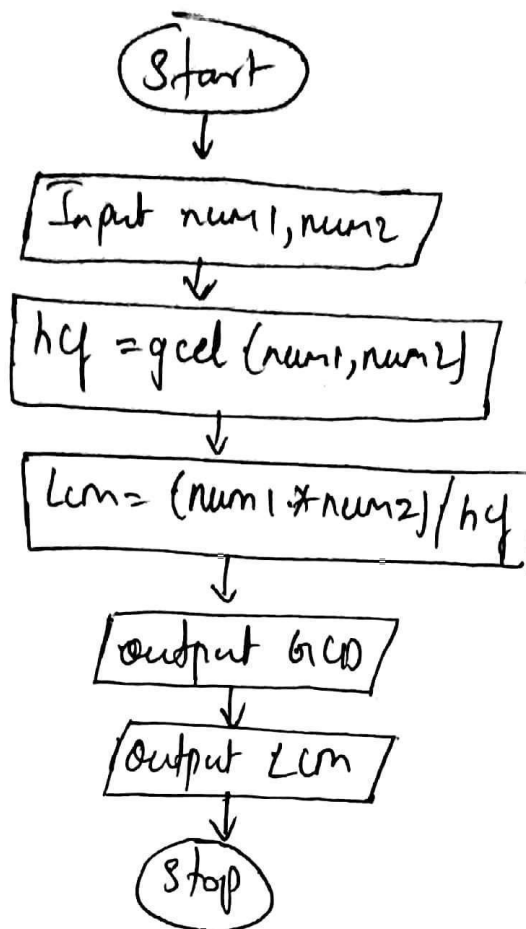 Start
Input num1, num2
hcf = gcd (num1, num2)
Lcm = (num1 * num2) / hcf
output GCD
output Lcm
Stop